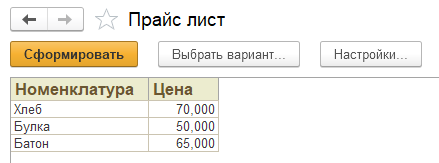 Прайс лист
Сформировать Выбрать вариант... Настройки...
Номенклатура Цена
Хлеб 70,000
Булка 50,000
Батон 65,000